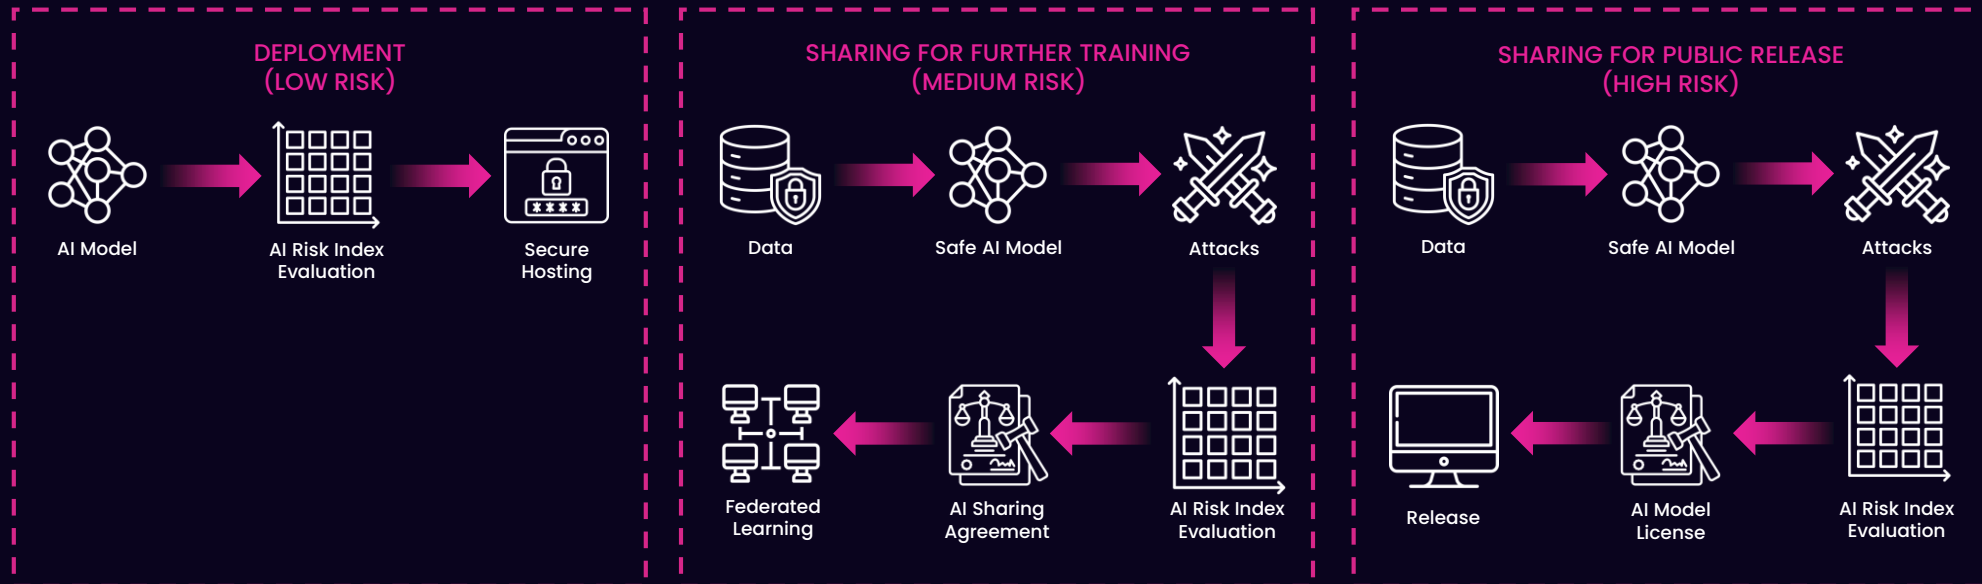 DEPLOYMENT
(LOW RISK)
AI Model
AI Risk Index
Evaluation
Secure
Hosting
****
SHARING FOR FURTHER TRAINING
(MEDIUM RISK)
Data
Safe AI Model
Attacks
AI Risk Index
Evaluation
AI Sharing
Agreement
Federated
Learning
SHARING FOR PUBLIC RELEASE
(HIGH RISK)
Data
Safe AI Model
Attacks
AI Risk Index
Evaluation
AI Model
License
Release